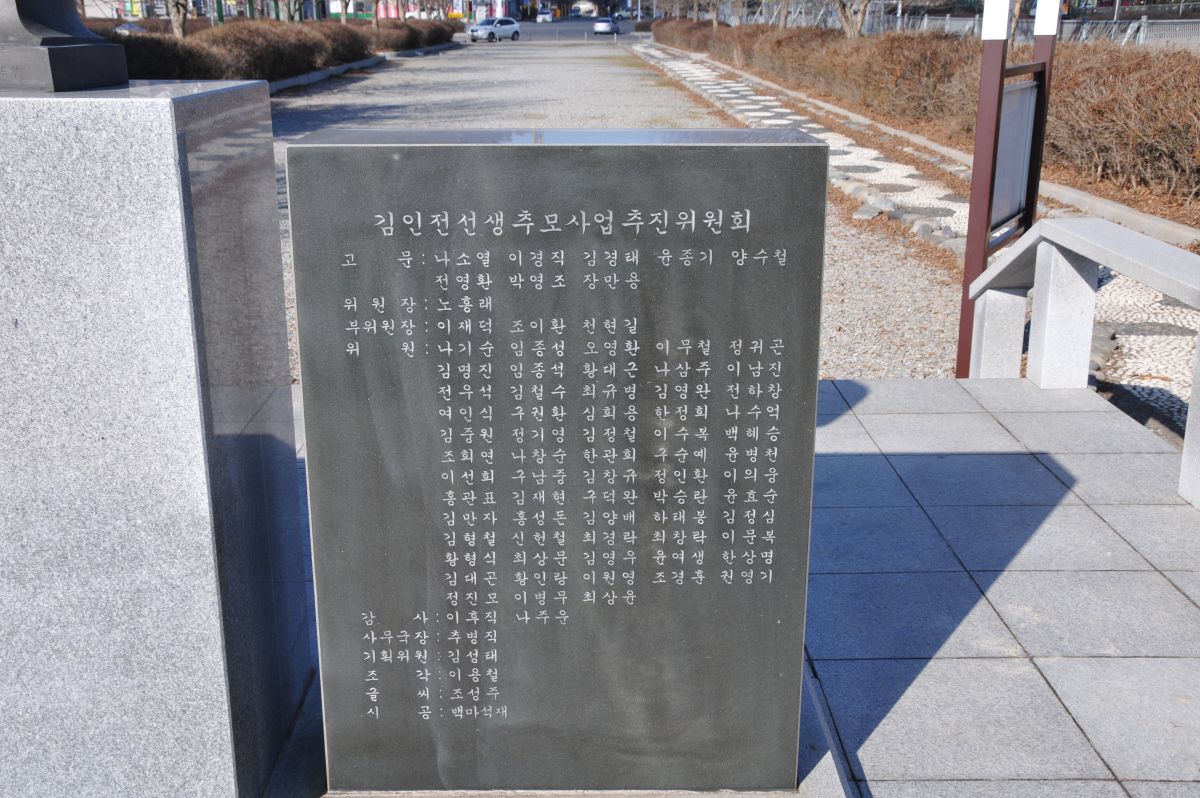 김인전선생추모사업추진위원회
고 문 : 나소열 이경직 김경태 윤종기 양수철
전영환 박영조 장만용
위 원 장 : 노흥래
부위원장 : 이재덕 조이환 천현길
위 원 : 나기순 임종성 오영환 이무철 정귀곤
김명진 임종석 황대근 나삼주 이남진
전우석 김철수 최규병 김영완 전하창
여인식 구권환 심희용 한정희 나수억
김중원 정기영 김정철 이수복 백혜승
조희연 나창순 한관희 구순예 윤병천
이선희 구남중 김창규 정인환 이의웅
홍관표 김재현 구덕완 박승란 윤효순
김만자 홍성돈 김양배 하태봉 김정심
김형철 신헌철 최경락 최창락 이문복
황형식 최상문 김영우 윤여생 한상명
김대곤 황인랑 이원영 조경훈 권영기
정진모 이병무 최상윤
감 사 : 이후직 나주운
사무국장 : 추병직
기획위원 : 김성태
조 각 : 이용철
글 씨 : 조성주
시 공 : 백마석재